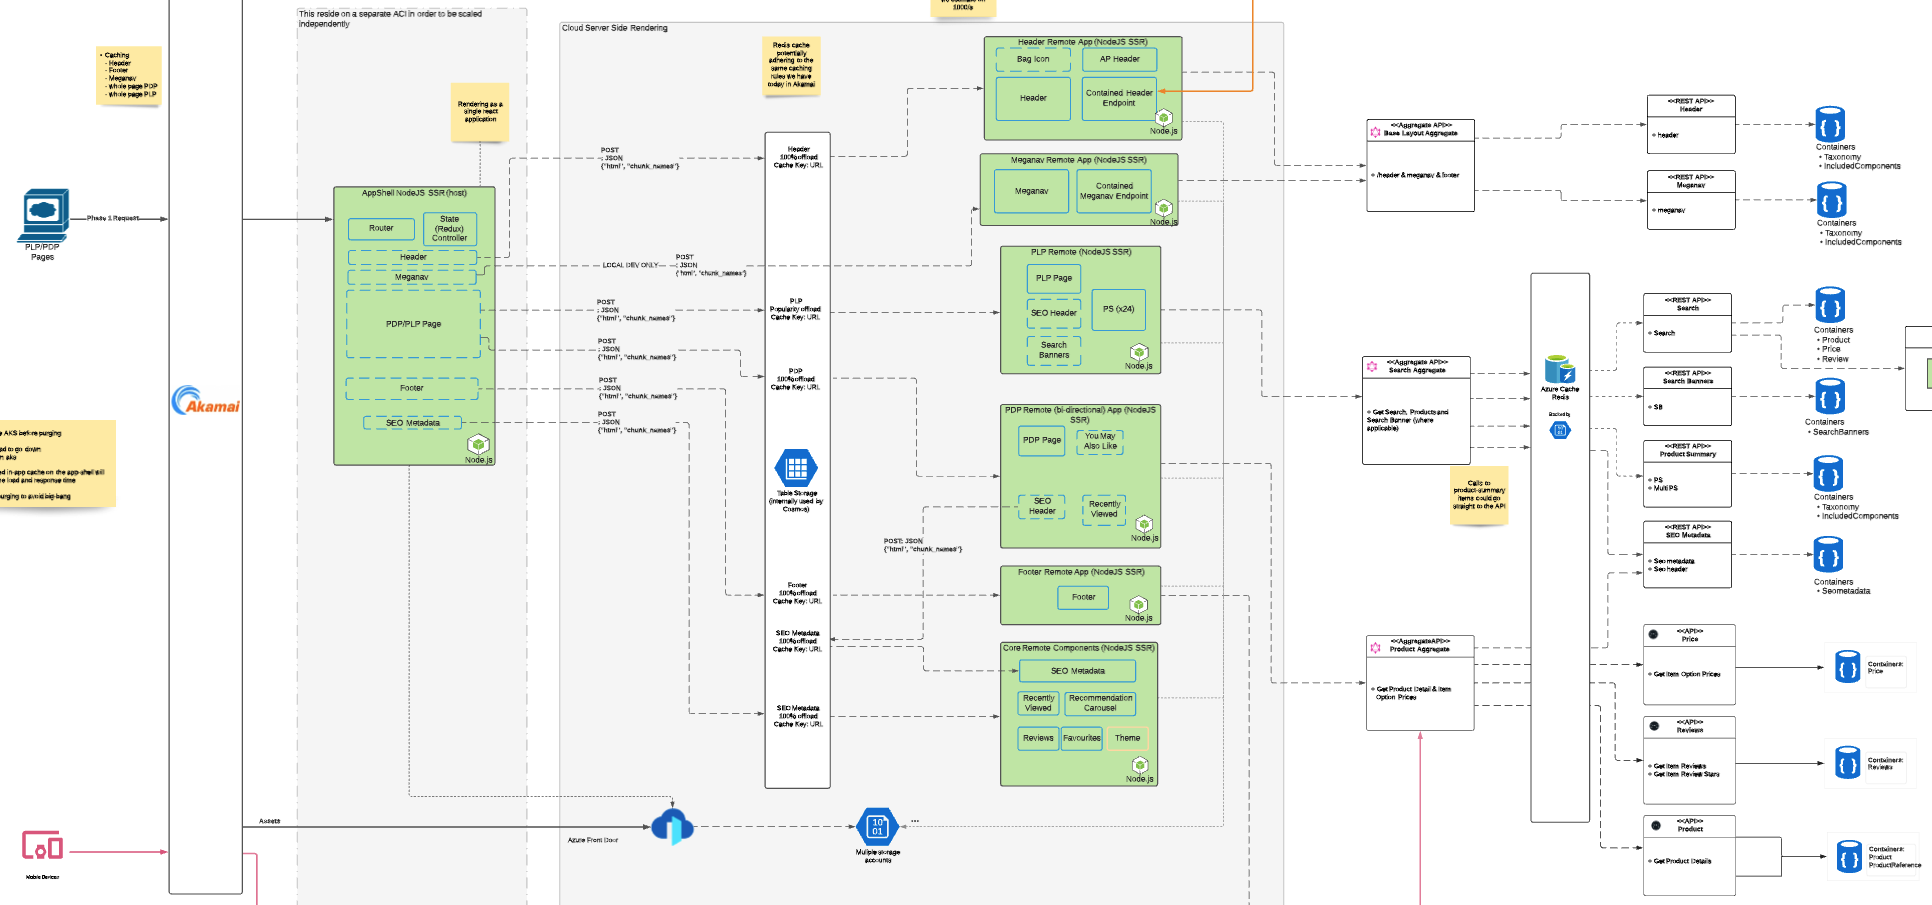 This reside on a separate ACI in order to be scaled
independently
Cloud Server Side Rendering
1000/s
• Caching
- Header
- Footer
- Meganav
- Whole page PDP
- Whole page PLP
Rendering as a
single react
application
Redis cache
potentially
adhering to the
same caching
rules we have
today in Akamai
PLP/PDP
Pages
Phase 1 Request
Akamai
AKS before purging
ad to go down
n aks
ed in-app cache on the app-shell still
e load and response time
urging to avoid big bang
Mobile Devices
Assets
AppShell NodeJS SSR (host)
Router
State
(Redux)
Controller
Header
Meganav
PDP/PLP Page
Footer
SEO Metadata
Node.js
POST
: JSON
{"html", "chunk_names"}
LOCAL DEV ONLY
POST
: JSON
{"html", "chunk_names"}
POST
: JSON
{"html", "chunk_names"}
POST
: JSON
{"html", "chunk_names"}
POST
: JSON
{"html", "chunk_names"}
POST
: JSON
{"html", "chunk_names"}
Header
100% offload
Cache Key: URL
PLP
Popularity offload
Cache Key: URL
PDP
100% offload
Cache Key: URL
Table Storage
(internally used by
Cosmos)
Footer
100% offload
Cache Key: URL
SEO Metadata
100% offload
Cache Key: URL
SEO Metadata
100% offload
Cache Key: URL
POST: JSON
{"html", "chunk_names"}
Azure Front Door
10
01
Muliple storage
accounts
...
Header Remote App (NodeJS SSR)
Bag Icon
AP Header
Header
Contained Header
Endpoint
Node.js
Meganav Remote App (NodeJS SSR)
Meganav
Contained
Meganav Endpoint
Node.js
PLP Remote (NodeJS SSR)
PLP Page
SEO Header
PS (x24)
Search
Banners
Node.js
PDP Remote (bi-directional) App (NodeJS
SSR)
PDP Page
You May
Also Like
SEO
Header
Recently
Viewed
Node.js
Footer Remote App (NodeJS SSR)
Footer
Node.js
Core Remote Components (NodeJS SSR)
SEO Metadata
Recently
Viewed
Recommendation
Carousel
Reviews
Favourites
Theme
Node.js
<<Aggregate API>>
Base Layout Aggregate
/header & meganav & footer
<<Aggregate API>>
Search Aggregate
Get Search, Products and
Search Banner (where
applicable)
Calls to
product-summary
items could go
straight to the API
<<AggregateAPI>>
Product Aggregate
Get Product Detail & Item
Option Prices
Azure Cache
Redis
Backed by
<<REST API>>
Header
header
<<REST API>>
Meganav
meganav
<<REST API>>
Search
Search
<<REST API>>
Search Banners
SB
<<REST API>>
Product Summary
PS
MultiPS
<<REST API>>
SEO Metadata
Seo metadata
Seo header
<<API>>
Price
Get Item Option Prices
<<API>>
Reviews
Get Item Reviews
Get Item Review Stars
<<API>>
Product
Get Product Details
Containers
• Taxonomy
• IncludedComponents
Containers
• Taxonomy
• IncludedComponents
Containers
• Product
• Price
• Review
Containers
• SearchBanners
Containers
• Taxonomy
• IncludedComponents
Containers
• Seometadata
Containers:
Price
Containers:
Reviews
Containers:
Product
ProductReference